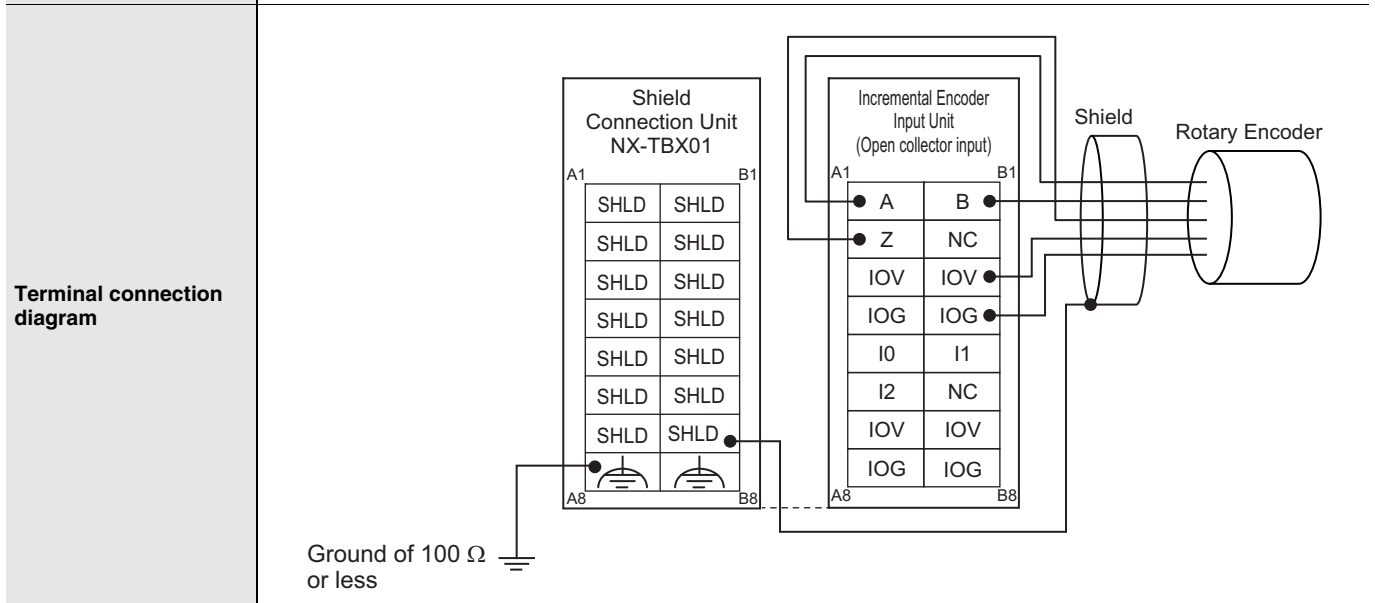 Terminal connection
diagram
Shield
Connection Unit
NX-TBX01
A1 B1
SHLD SHLD
SHLD SHLD
SHLD SHLD
SHLD SHLD
SHLD SHLD
SHLD SHLD
SHLD SHLD
A8 B8
Ground of 100 Ω
or less
Incremental Encoder
Input Unit
(Open collector input)
A1 B1
A B
Z NC
IOV IOV
IOG IOG
I0 I1
I2 NC
IOV IOV
IOG IOG
A8 B8
Shield
Rotary Encoder